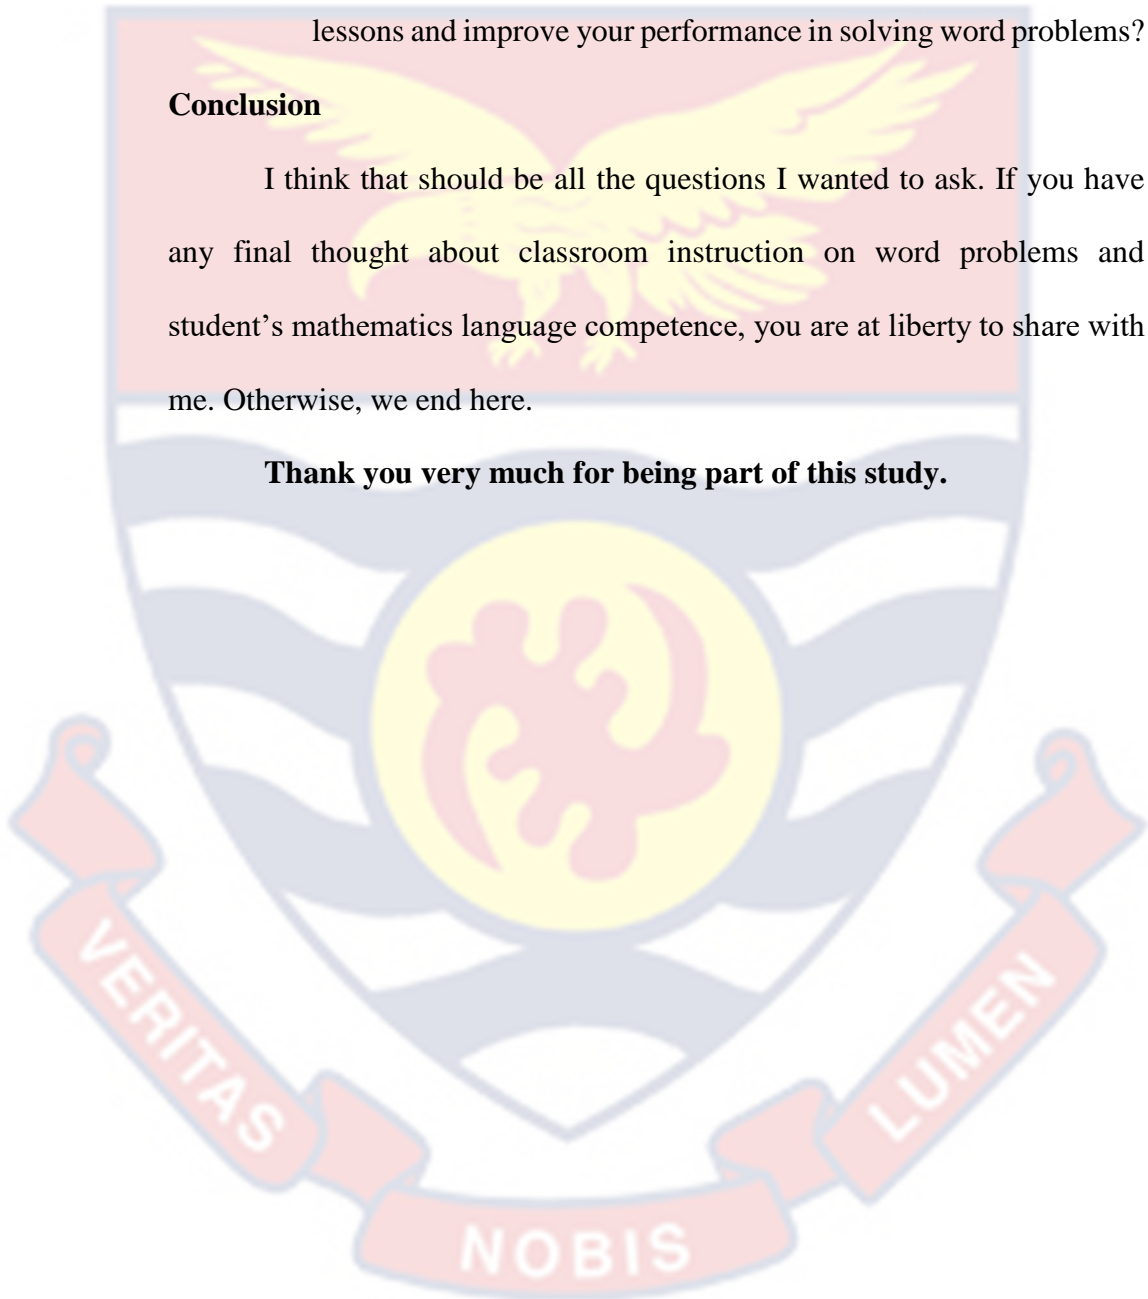 lessons and improve your performance in solving word problems?
Conclusion
I think that should be all the questions I wanted to ask. If you have
any final thought about classroom instruction on word problems and
student’s mathematics language competence, you are at liberty to share with
me. Otherwise, we end here.
Thank you very much for being part of this study.
VERITAS
NOBIS
LUMEN